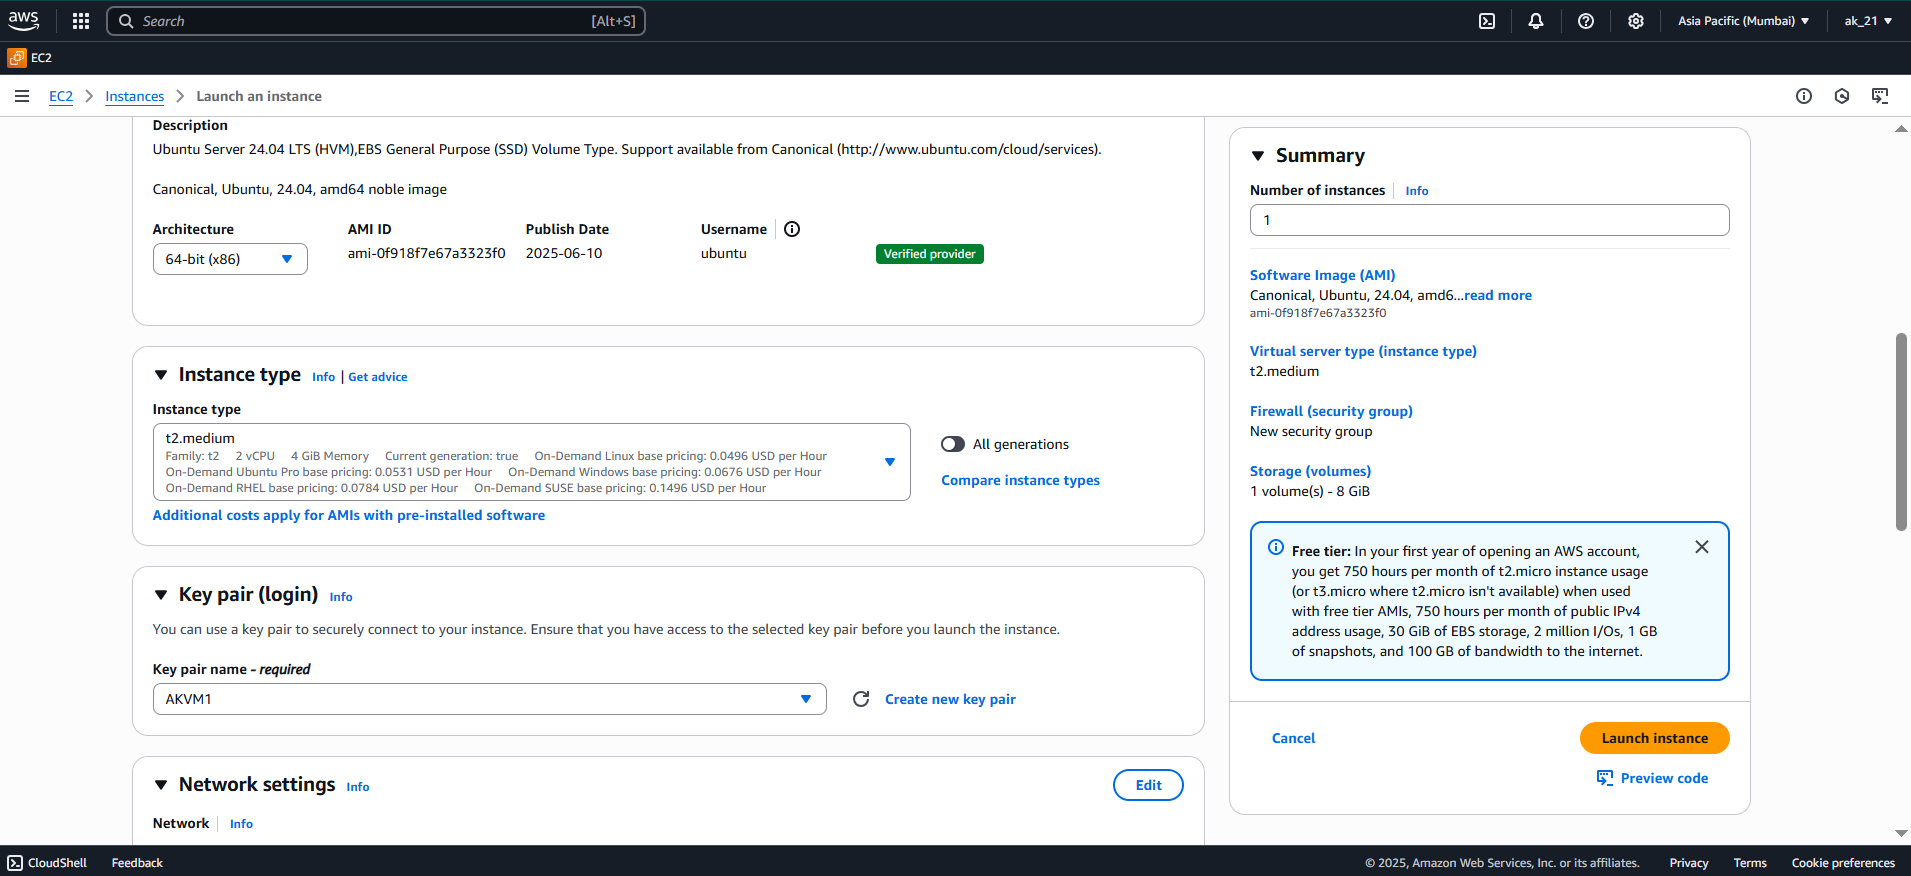 aws
Search [Alt+S]
Asia Pacific (Mumbai)
ak_21
EC2
EC2 Instances Launch an instance
Description
Ubuntu Server 24.04 LTS (HVM),EBS General Purpose (SSD) Volume Type. Support available from Canonical (http://www.ubuntu.com/cloud/services).
Canonical, Ubuntu, 24.04, amd64 noble image
Architecture AMI ID Publish Date Username
64-bit (x86) ami-0f918f7e67a3323f0 2025-06-10 ubuntu Verified provider
Instance type Info | Get advice
Instance type
t2.medium
Family: t2 2 vCPU 4 GiB Memory Current generation: true On-Demand Linux base pricing: 0.0496 USD per Hour
On-Demand Ubuntu Pro base pricing: 0.0531 USD per Hour On-Demand Windows base pricing: 0.0676 USD per Hour
On-Demand RHEL base pricing: 0.0784 USD per Hour On-Demand SUSE base pricing: 0.1496 USD per Hour
All generations
Compare instance types
Additional costs apply for AMIs with pre-installed software
Key pair (login) Info
You can use a key pair to securely connect to your instance. Ensure that you have access to the selected key pair before you launch the instance.
Key pair name - required
AKVM1
Create new key pair
Network settings Info
Edit
Network Info
Summary
Number of instances Info
1
Software Image (AMI)
Canonical, Ubuntu, 24.04, amd6...read more
ami-0f918f7e67a3323f0
Virtual server type (instance type)
t2.medium
Firewall (security group)
New security group
Storage (volumes)
1 volume(s) - 8 GiB
Free tier: In your first year of opening an AWS account,
you get 750 hours per month of t2.micro instance usage
(or t3.micro where t2.micro isn't available) when used
with free tier AMIs, 750 hours per month of public IPv4
address usage, 30 GiB of EBS storage, 2 million I/Os, 1 GB
of snapshots, and 100 GB of bandwidth to the internet.
Cancel
Launch instance
Preview code
CloudShell Feedback
© 2025, Amazon Web Services, Inc. or its affiliates. Privacy Terms Cookie preferences